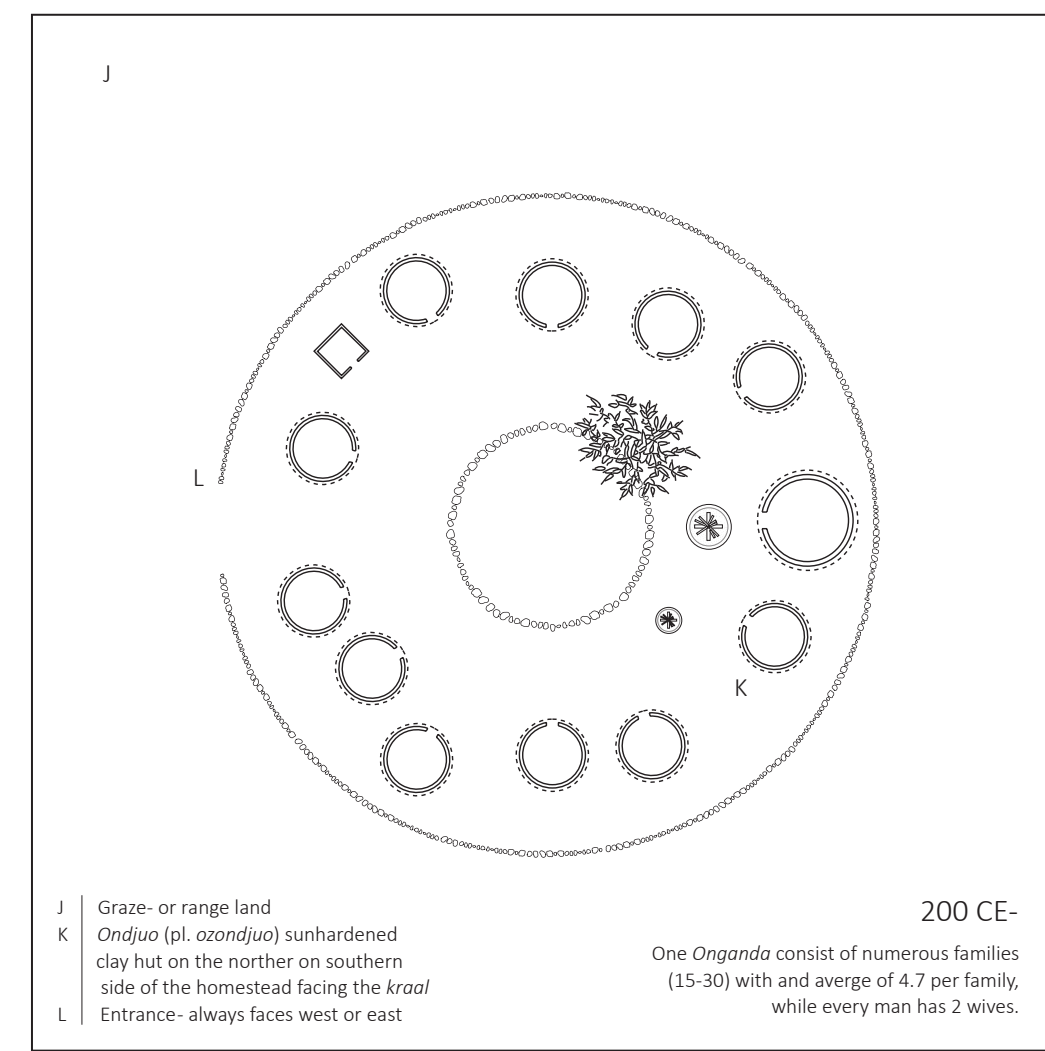 J
L
K
J Graze- or range land
K Ondjuo (pl. ozondjuo) sunhardened
clay hut on the norther on southern
side of the homestead facing the kraal
L Entrance- always faces west or east
200 CE-
One Onganda consist of numerous families
(15-30) with and averge of 4.7 per family,
while every man has 2 wives.